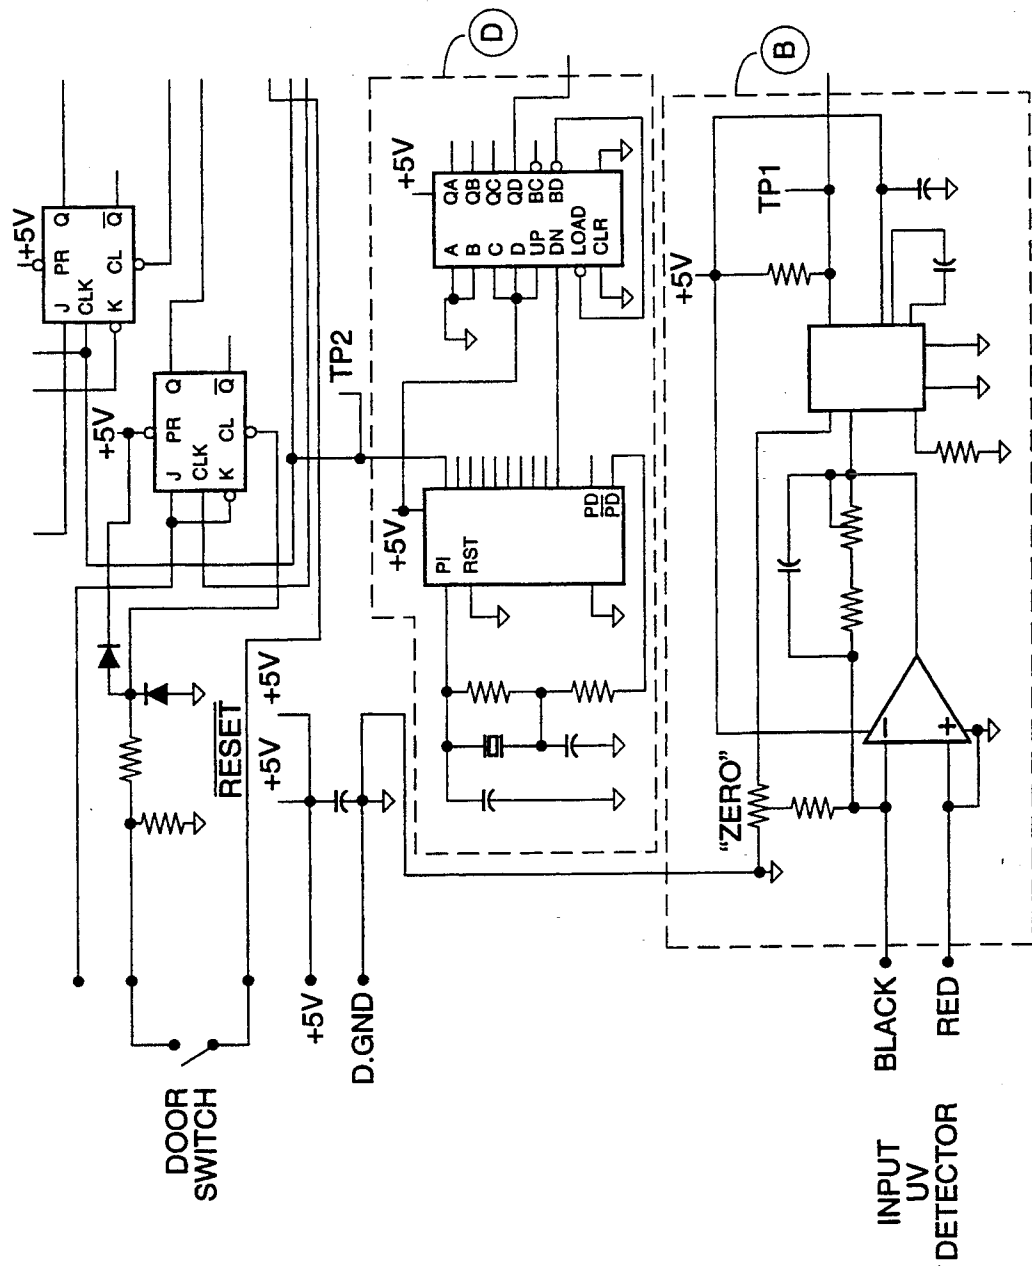 D
B
+5V
Q
Q
PR
CL
J
CLK
K
+5V
Q
Q
PR
CL
J
CLK
K
TP2
+5V
QA
QB
QC
QD
BC
BD
A
B
C
D
UP
DN
LOAD
CLR
+5V
PD
PD
PI
RST
TP1
+5V
RESET
+5V
+5V
"ZERO"
DOOR
SWITCH
+5V
D.GND
BLACK
RED
INPUT
UV
DETECTOR